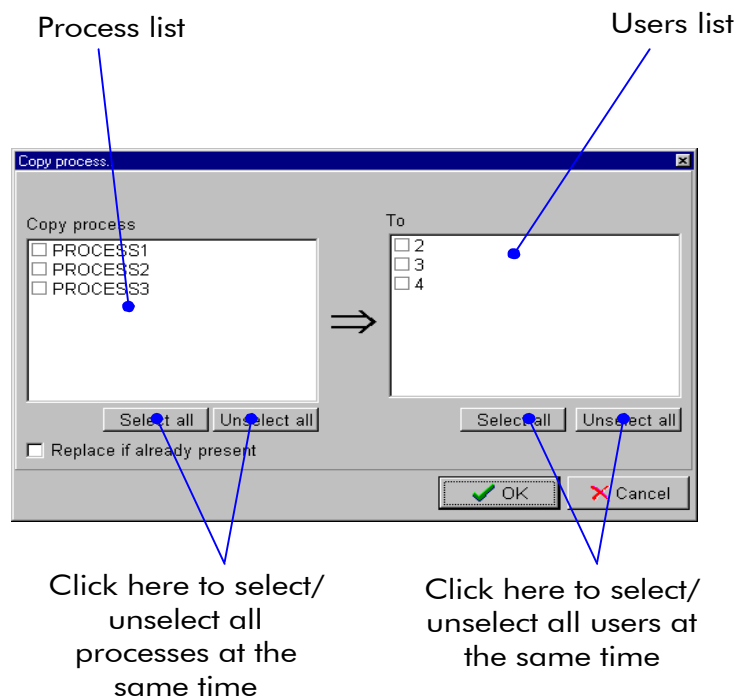 Process list
Users list
Copy process.
Copy process
To
PROCESS1
PROCESS2
PROCESS3
2
3
4
Select all
Unselect all
Select all
Unselect all
Replace if already present
OK
Cancel
Click here to select/
unselect all
processes at the
same time
Click here to select/
unselect all users at
the same time